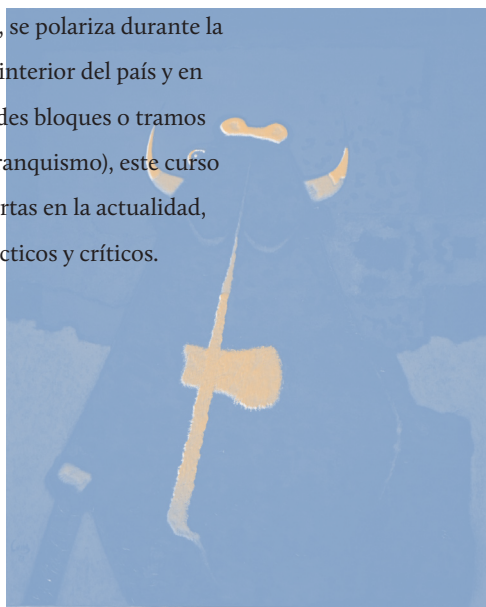 , se polariza durante la
interior del país y en
des bloques o tramos
ranquismo), este curso
rtas en la actualidad,
cticos y críticos.